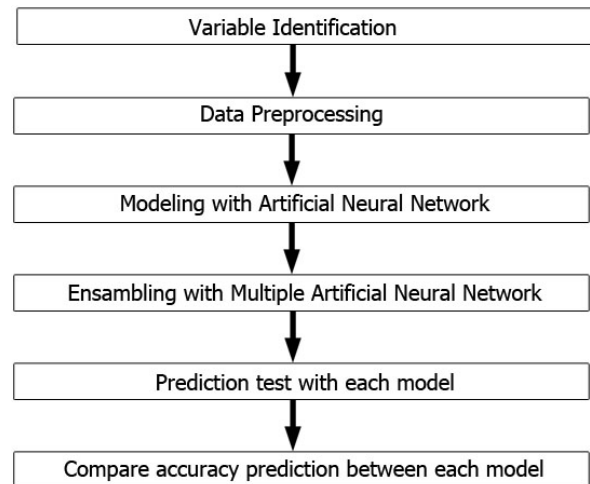 Variable Identification
Data Preprocessing
Modeling with Artificial Neural Network
Ensambling with Multiple Artificial Neural Network
Prediction test with each model
Compare accuracy prediction between each model